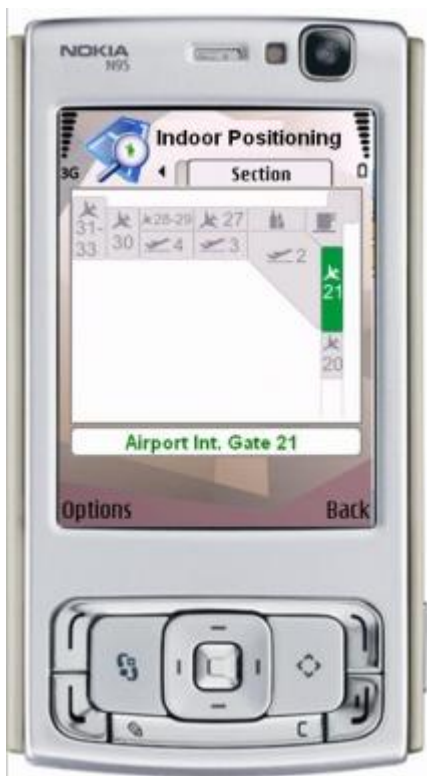 NOKIA
N95
Indoor Positioning
3G
Section
31-
33
30
28-29
4
27
3
2
21
20
Airport Int. Gate 21
Options
Back
C